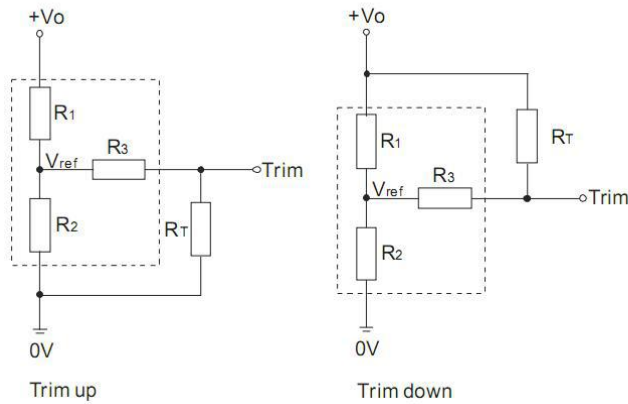 +Vo
R1
Vref
R3
Trim
R2
RT
0V
Trim up
+Vo
R1
RT
Vref
R3
Trim
R2
0V
Trim down